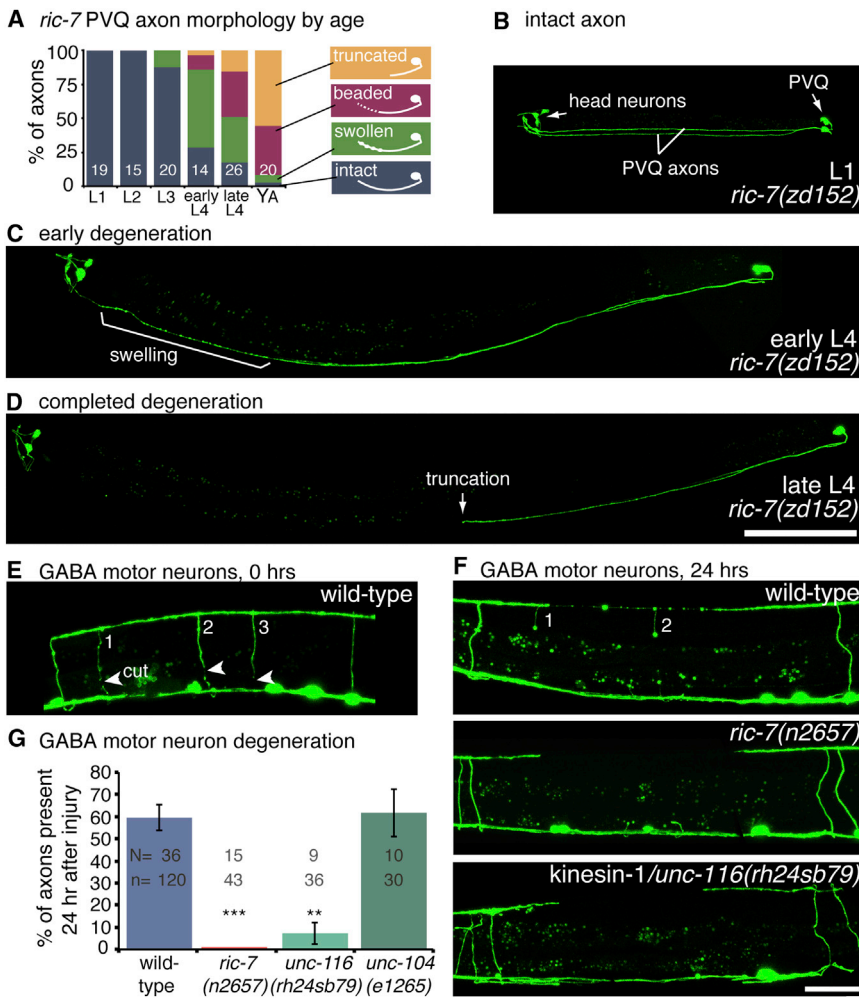 A ric-7 PVQ axon morphology by age
% of axons
100
75
50
25
0
19 15 20 14 26 20
L1 L2 L3 early L4 late L4 YA
truncated
beaded
swollen
intact
B intact axon
head neurons
PVQ
PVQ axons
L1
ric-7(zd152)
C early degeneration
swelling
early L4
ric-7(zd152)
D completed degeneration
truncation
late L4
ric-7(zd152)
E GABA motor neurons, 0 hrs
wild-type
1 2 3
cut
F GABA motor neurons, 24 hrs
wild-type
1 2
ric-7(n2657)
kinesin-1/unc-116(rh24sb79)
G GABA motor neuron degeneration
% of axons present
24 hr after injury
80
70
60
50
40
30
20
10
0
N= 36 15 9 10
n= 120 43 36 30
*** **
wild- ric-7 unc-116 unc-104
type (n2657) (rh24sb79) (e1265)